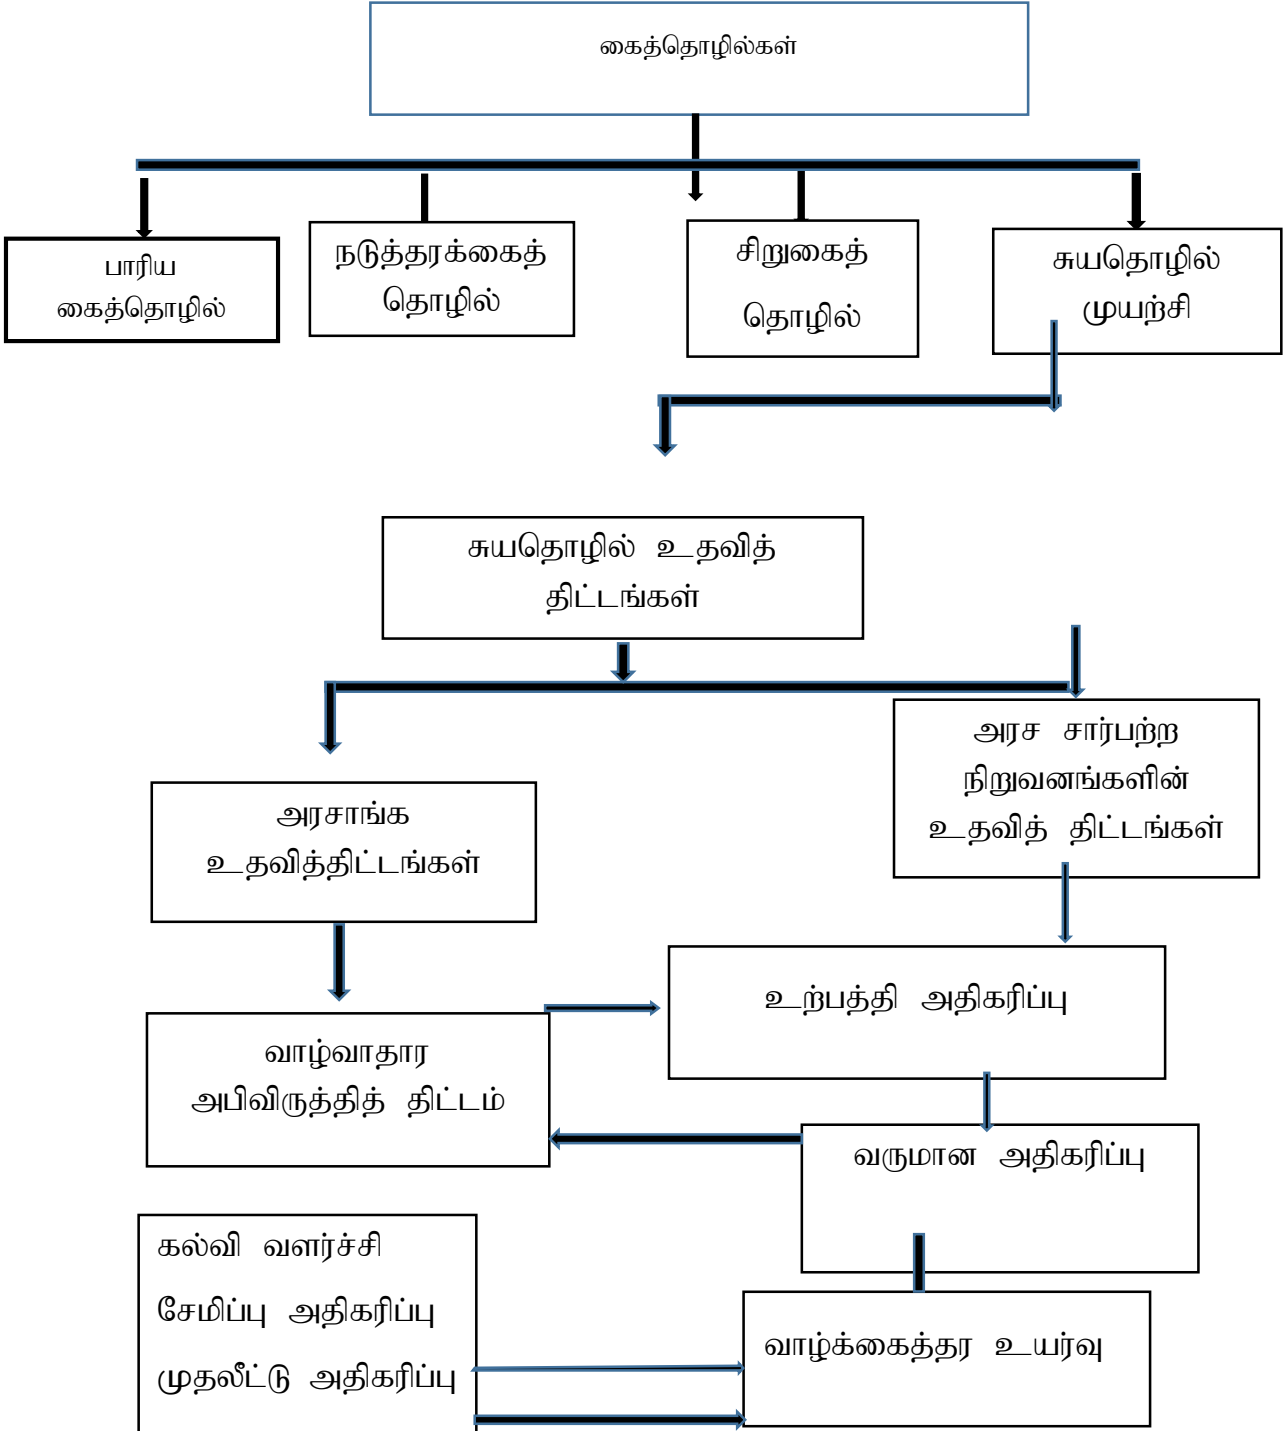 கைத்தொழில்கள்
பாரிய
கைத்தொழில்
நடுத்தரக்கைத்
தொழில்
சிறுகைத்
தொழில்
சுயதொழில்
முயற்சி
சுயதொழில் உதவித்
திட்டங்கள்
அரச சார்பற்ற
நிறுவனங்களின்
உதவித் திட்டங்கள்
அரசாங்க
உதவித்திட்டங்கள்
உற்பத்தி அதிகரிப்பு
வாழ்வாதார
அபிவிருத்தித் திட்டம்
வருமான அதிகரிப்பு
கல்வி வளர்ச்சி
சேமிப்பு அதிகரிப்பு
முதலீட்டு அதிகரிப்பு
வாழ்க்கைத்தர உயர்வு